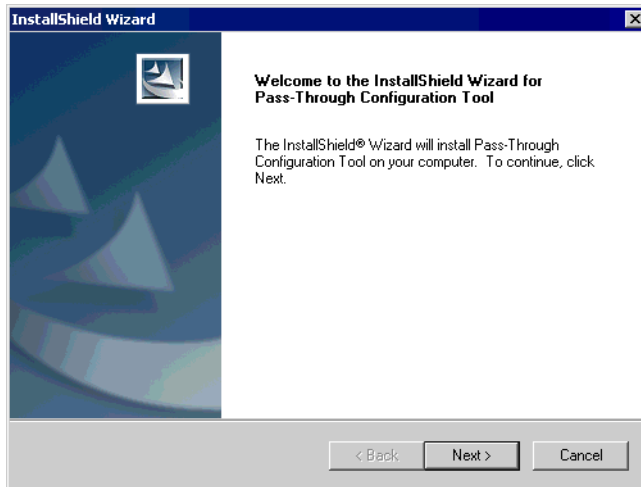 InstallShield Wizard
Welcome to the InstallShield Wizard for
Pass-Through Configuration Tool
The InstallShield® Wizard will install Pass-Through
Configuration Tool on your computer. To continue, click
Next.
< Back
Next >
Cancel